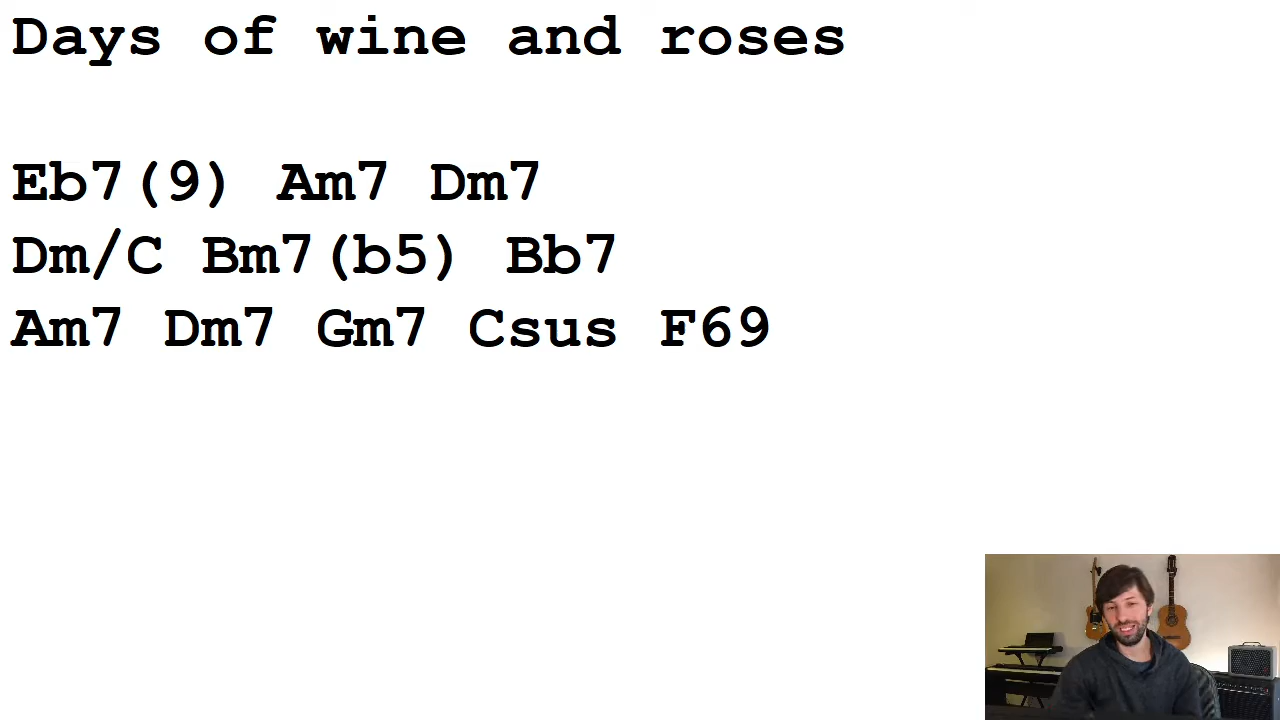 Days of wine and roses
Eb7(9) Am7 Dm7
Dm/C Bm7(b5) Bb7
Am7 Dm7 Gm7 Csus F69